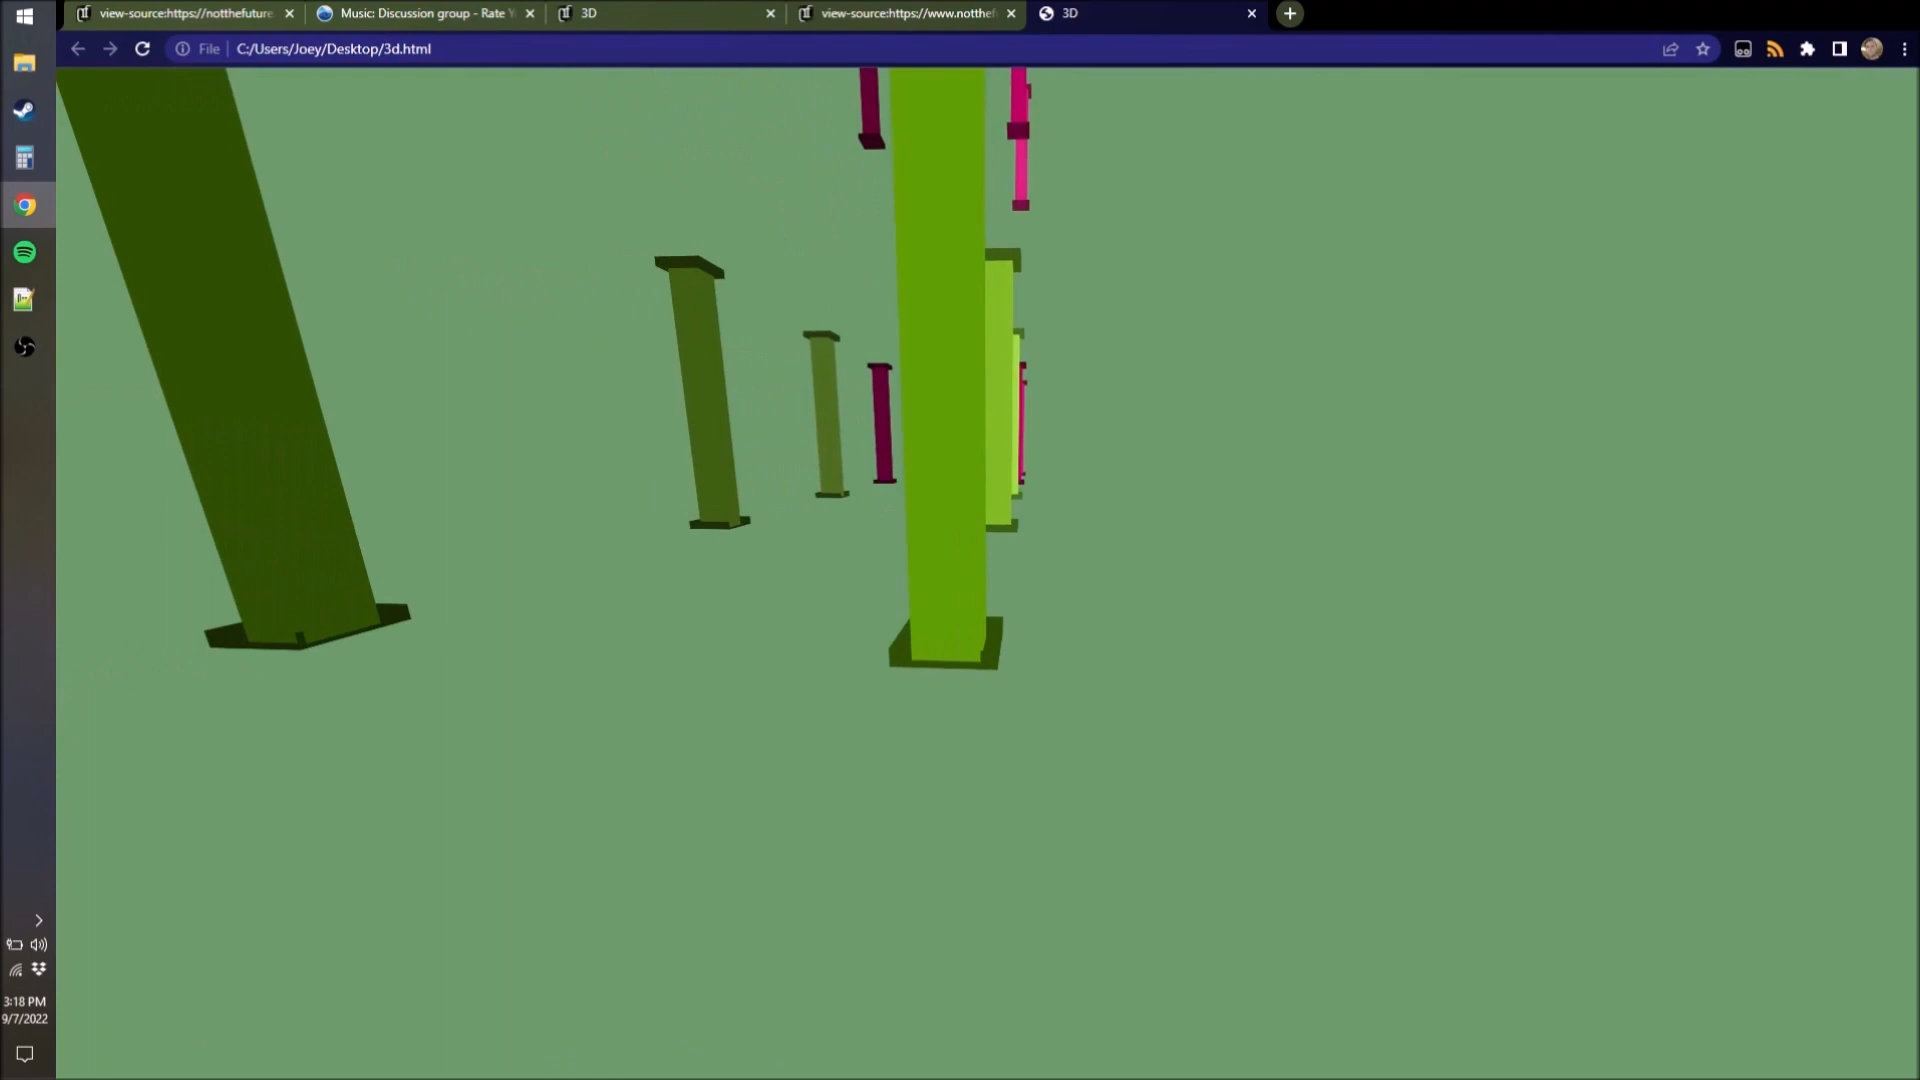 view-source:https://notthefuture
Music: Discussion group - Rate Y
3D
view-source:https://www.notthef
3D
File
C:/Users/Joey/Desktop/3d.html
3:18 PM
9/7/2022